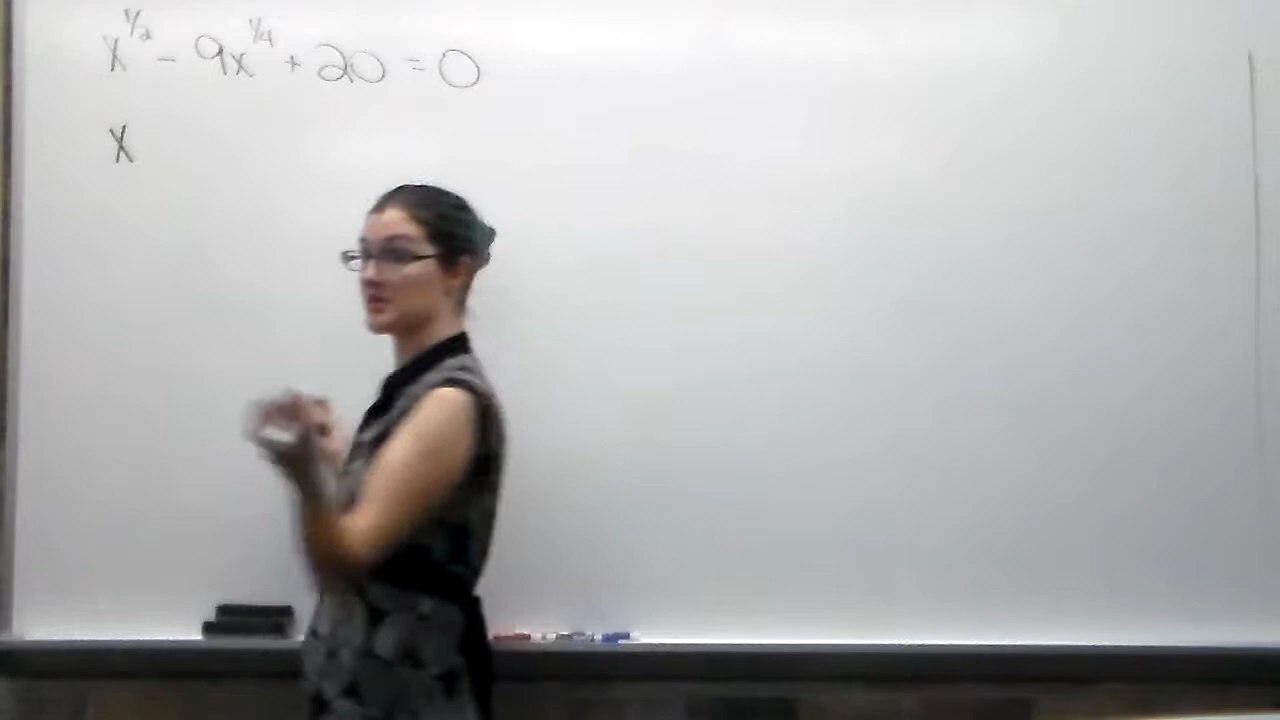 x^{1/2} - 9x^{1/4} + 20 = 0
x